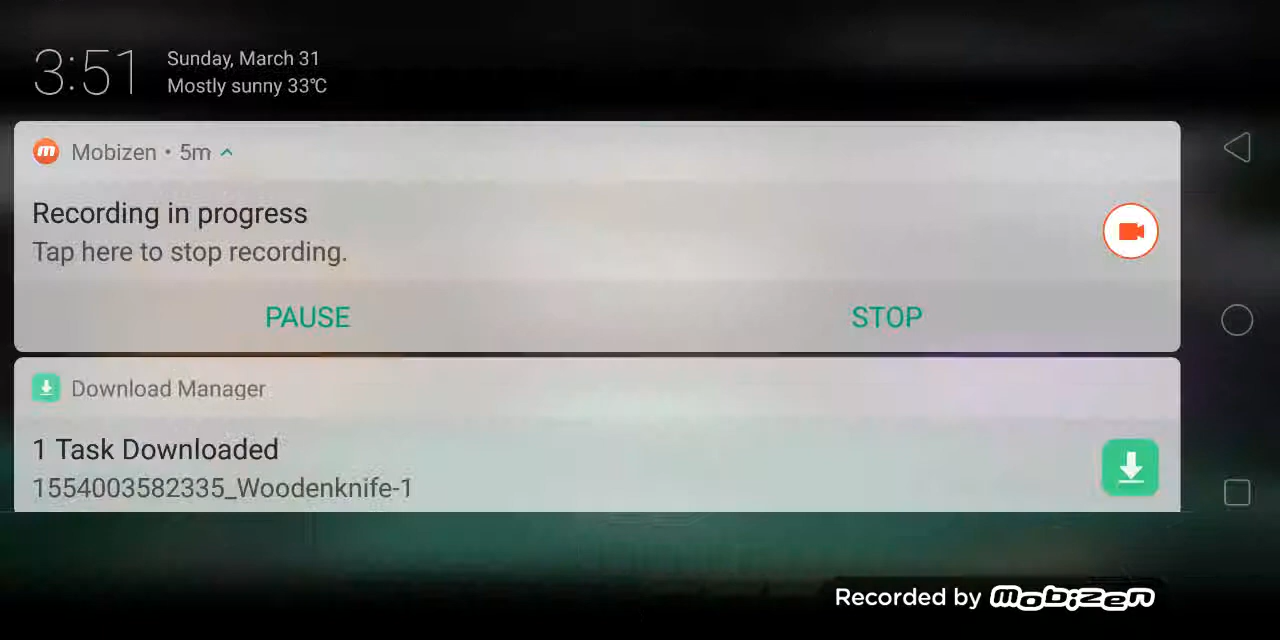 3:51
Sunday, March 31
Mostly sunny 33℃
m Mobizen • 5m
Recording in progress
Tap here to stop recording.
PAUSE STOP
Download Manager
1 Task Downloaded
1554003582335_Woodenknife-1
Recorded by mobizen